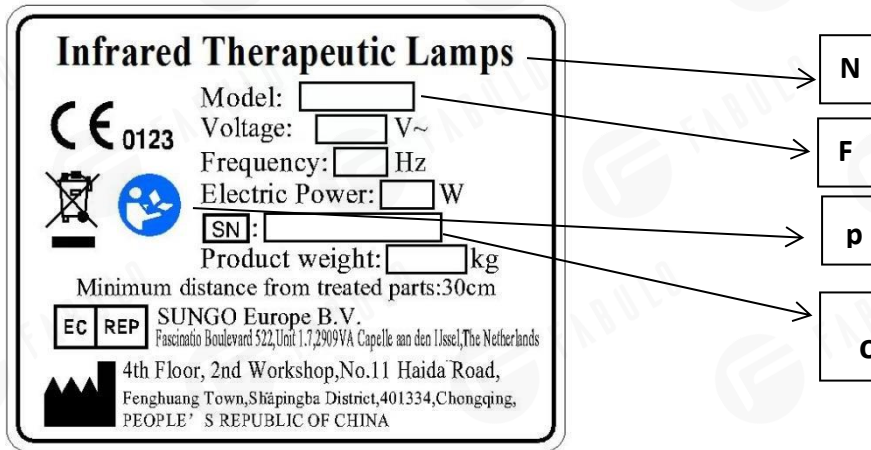 Infrared Therapeutic Lamps
N
Model:
F
CE 0123
Voltage: V~
Frequency: Hz
Electric Power: W
p
SN :
Product weight: kg
Minimum distance from treated parts:30cm
EC REP
SUNGO Europe B.V.
Fascinatio Boulevard 522,Unit 1.7,2909VA Capelle aan den IJssel,The Netherlands
4th Floor, 2nd Workshop,No.11 Haida Road,
Fenghuang Town,Shapingba District,401334,Chongqing,
PEOPLE’S REPUBLIC OF CHINA
FABULO